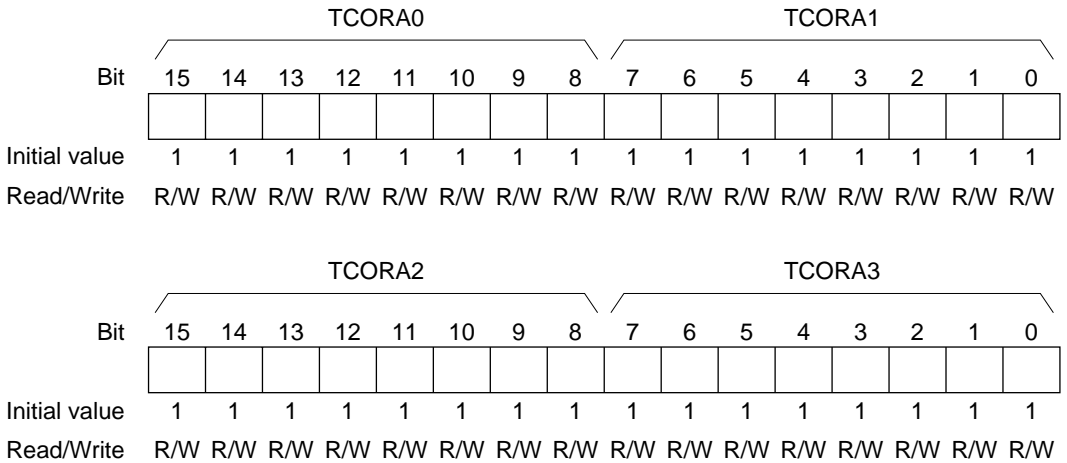 TCORA0 TCORA1
Bit 15 14 13 12 11 10 9 8 7 6 5 4 3 2 1 0
Initial value 1 1 1 1 1 1 1 1 1 1 1 1 1 1 1 1
Read/Write R/W R/W R/W R/W R/W R/W R/W R/W R/W R/W R/W R/W R/W R/W R/W R/W
TCORA2 TCORA3
Bit 15 14 13 12 11 10 9 8 7 6 5 4 3 2 1 0
Initial value 1 1 1 1 1 1 1 1 1 1 1 1 1 1 1 1
Read/Write R/W R/W R/W R/W R/W R/W R/W R/W R/W R/W R/W R/W R/W R/W R/W R/W